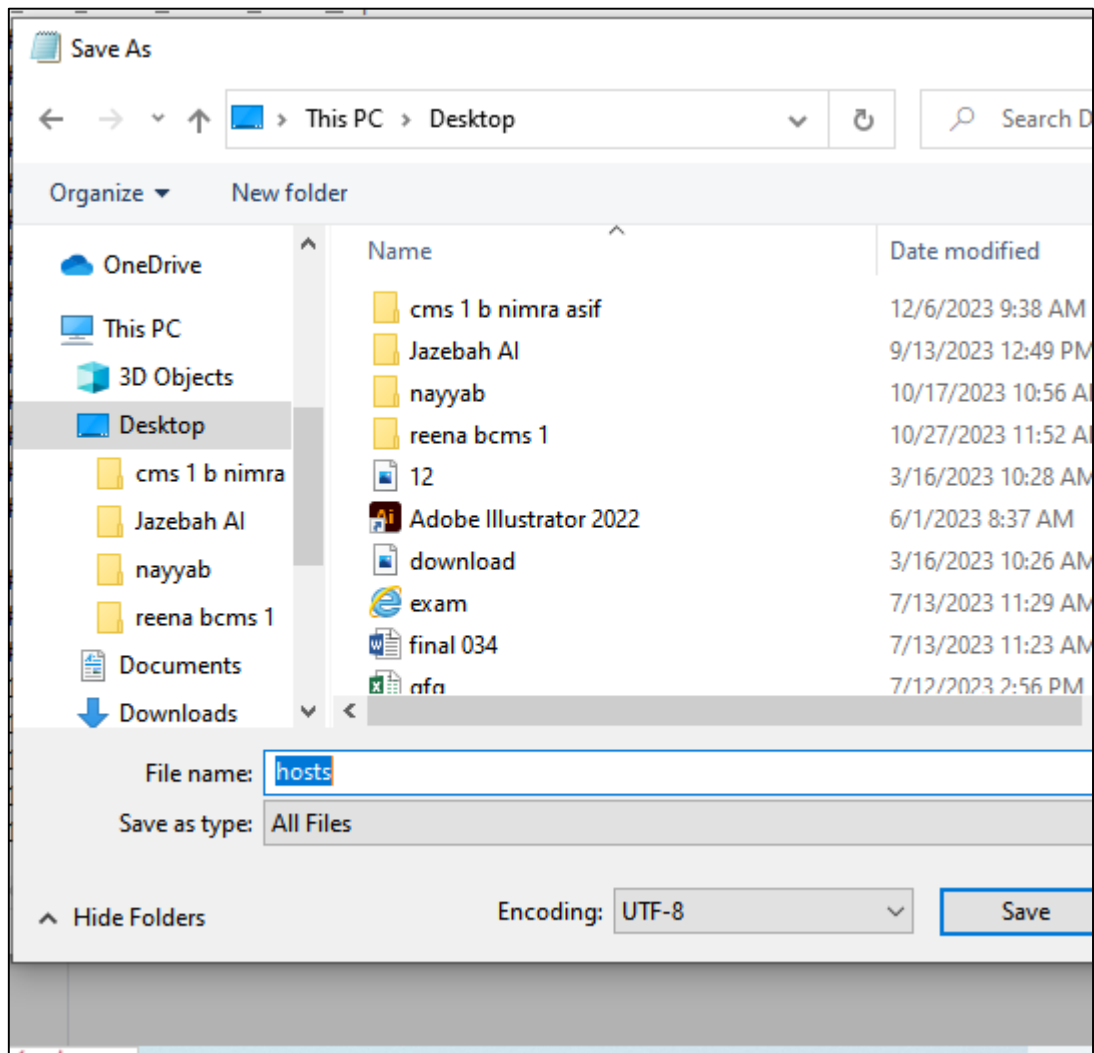 Save As
This PC > Desktop
Search D
Organize
New folder
OneDrive
This PC
3D Objects
Desktop
cms 1 b nimra
Jazebah Al
nayyab
reena bcms 1
Documents
Downloads
Name Date modified
cms 1 b nimra asif 12/6/2023 9:38 AM
Jazebah Al 9/13/2023 12:49 PM
nayyab 10/17/2023 10:56 A
reena bcms 1 10/27/2023 11:52 A
12 3/16/2023 10:28 AM
Adobe Illustrator 2022 6/1/2023 8:37 AM
download 3/16/2023 10:26 AM
exam 7/13/2023 11:29 AM
final 034 7/13/2023 11:23 AM
7/12/2023 2:56 PM
File name: hosts
Save as type: All Files
Hide Folders
Encoding: UTF-8
Save